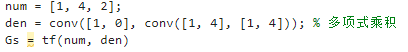 num = [1, 4, 2];
den = conv([1, 0], conv([1, 4], [1, 4])); % 多项式乘积
Gs = tf(num, den)